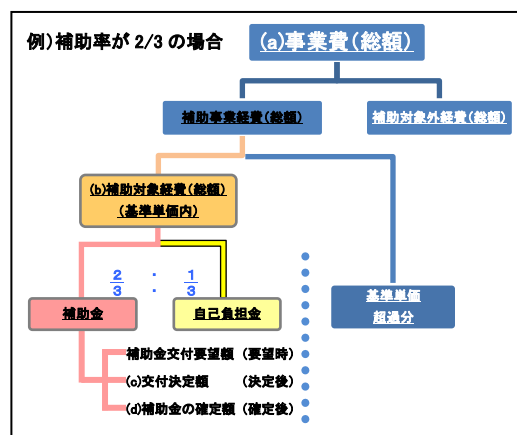 例)補助率が 2/3 の場合
(a)事業費(総額)
補助事業経費(総額)
補助対象外経費(総額)
(b)補助対象経費(総額)
(基準単価内)
2/3 : 1/3
補助金
自己負担金
基準単価
超過分
補助金交付要望額(要望時)
(c)交付決定額 (決定後)
(d)補助金の確定額(確定後)